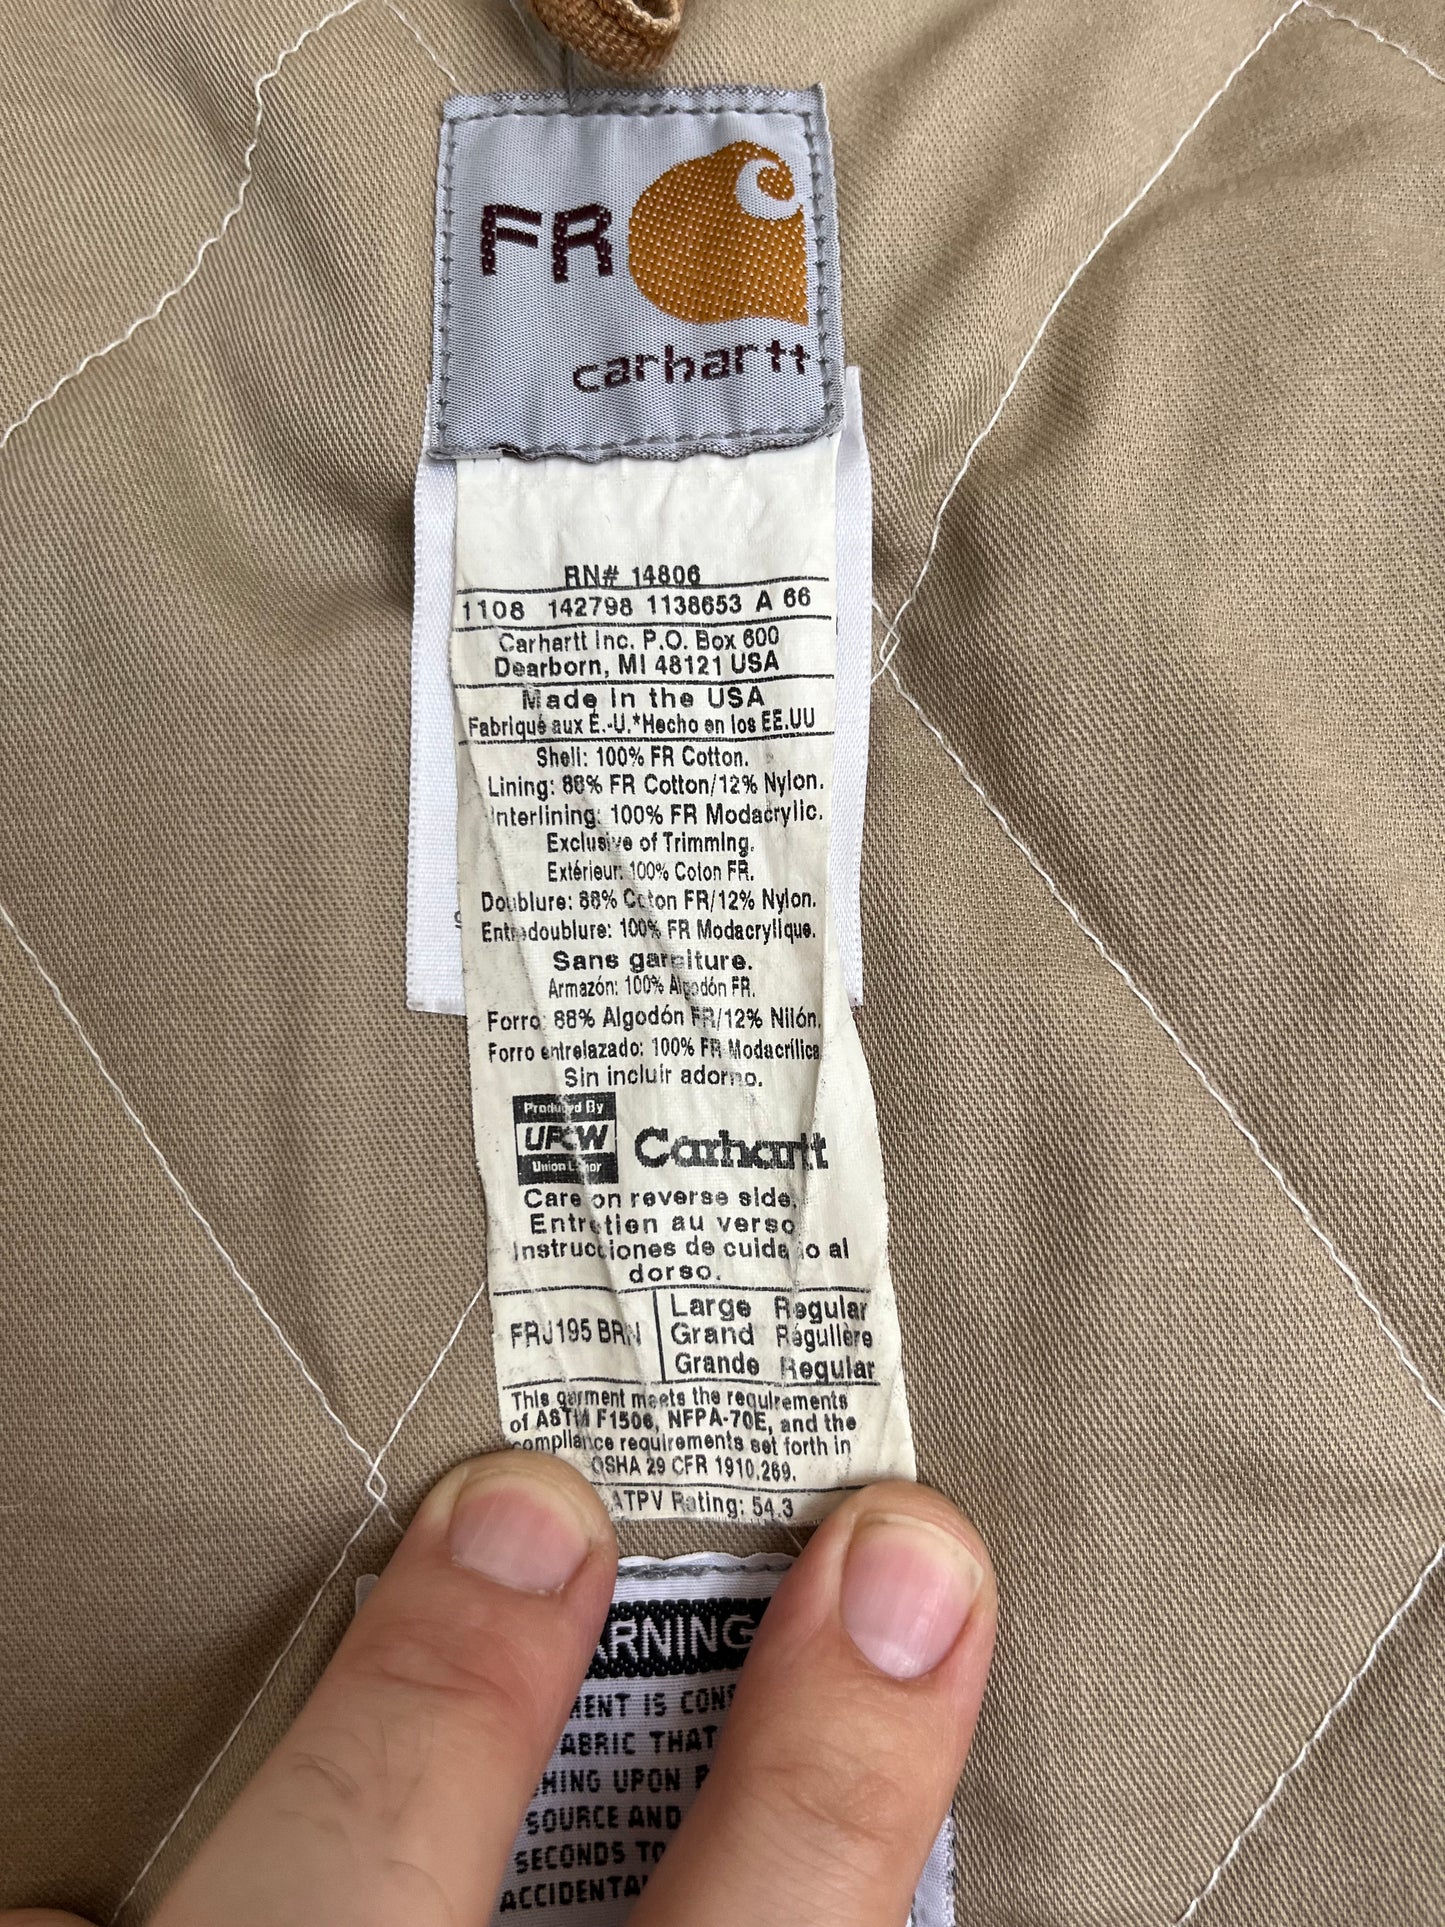 FR
carhartt
RN# 14806
1108 142798 1138653 A 66
Carhartt Inc. P.O. Box 600
Dearborn, MI 48121 USA
Made in the USA
Fabriqué aux É.-U.*Hecho en los EE.UU
Shell: 100% FR Cotton.
Lining: 88% FR Cotton/12% Nylon.
Interlining: 100% FR Modacrylic.
Exclusive of Trimming.
Extérieur: 100% Coton FR.
Doublure: 88% Coton FR/12% Nylon.
Entredoublure: 100% FR Modacrylique.
Sans garniture.
Armazón: 100% Algodón FR.
Forro: 88% Algodón FR/12% Nilón.
Forro entrelazado: 100% FR Modacrílica
Sin incluir adorno.
Produced By
UFCW
Union Labor
Carhartt
Care on reverse side.
Entretien au verso
Instrucciones de cuidado al
dorso.
FRJ195 BRN
Large Regular
Grand Régulière
Grande Regular
This garment meets the requirements
of ASTM F1506, NFPA-70E, and the
compliance requirements set forth in
OSHA 29 CFR 1910.269.
ATPV Rating: 54.3
ARNING
MENT IS CONS
ABRIC THAT
HING UPON
SOURCE AND
SECONDS TO
ACCIDENTA